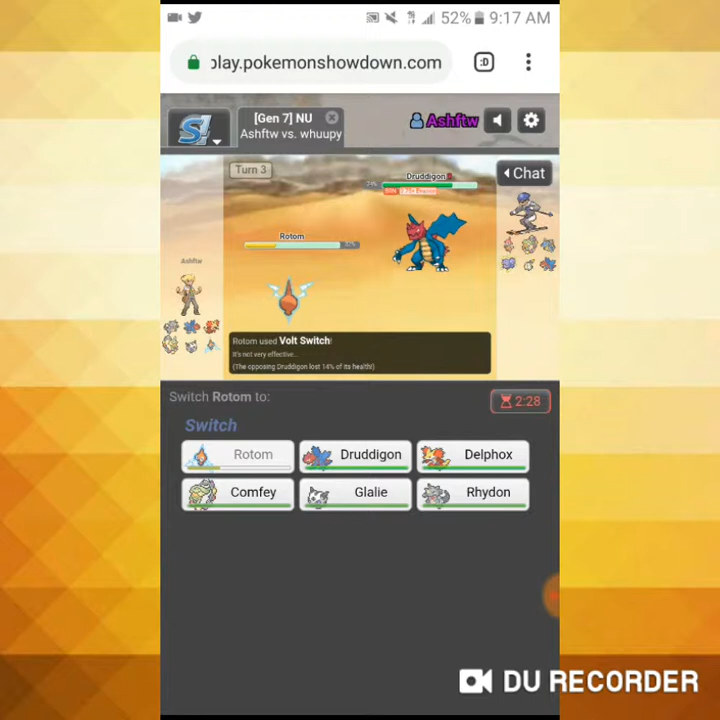 52% 9:17 AM
play.pokemonshowdown.com
:D
[Gen 7] NU
Ashftw vs. whuupy
Ashftw
Turn 3
Chat
Druddigon
Rotom
Ashftw
Rotom used Volt Switch!
It's not very effective...
(The opposing Druddigon lost 14% of its health!)
Switch Rotom to:
2:28
Switch
Rotom
Druddigon
Delphox
Comfey
Glalie
Rhydon
DU RECORDER